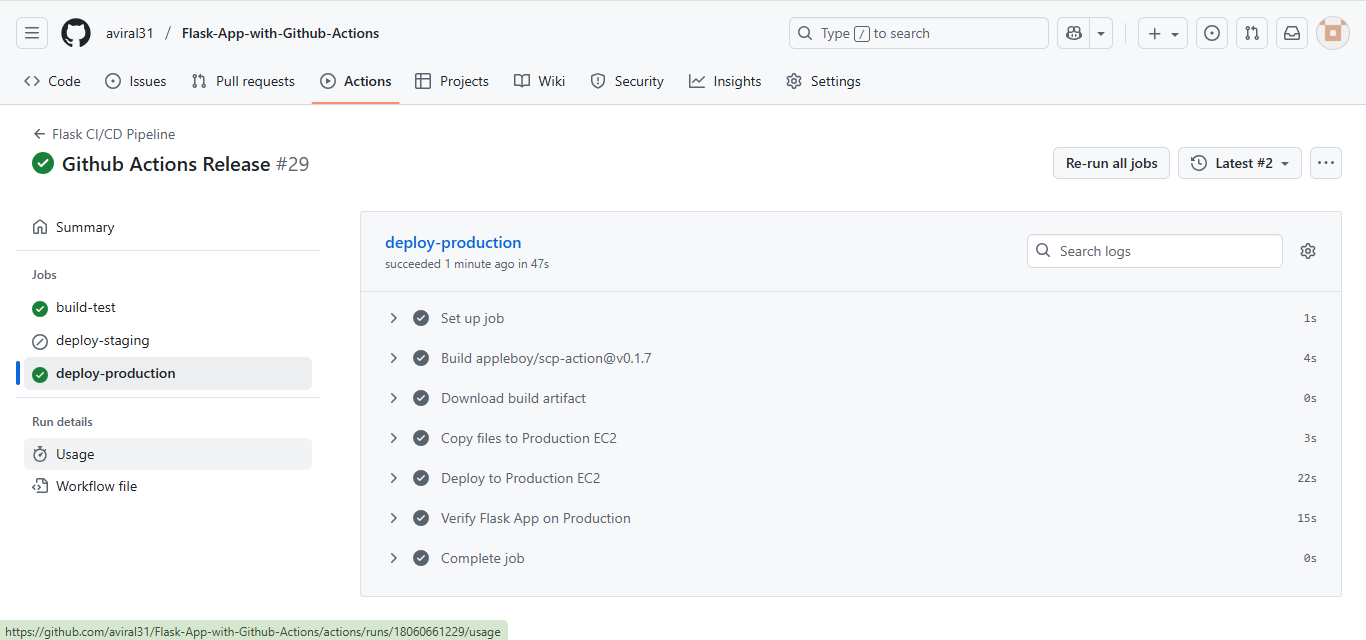 aviral31 / Flask-App-with-Github-Actions
Type / to search
Code Issues Pull requests Actions Projects Wiki Security Insights Settings
Flask CI/CD Pipeline
Github Actions Release #29
Re-run all jobs
Latest #2
Summary
Jobs
build-test
deploy-staging
deploy-production
Run details
Usage
Workflow file
deploy-production
succeeded 1 minute ago in 47s
Search logs
Set up job 1s
Build appleboy/scp-action@v0.1.7 4s
Download build artifact 0s
Copy files to Production EC2 3s
Deploy to Production EC2 22s
Verify Flask App on Production 15s
Complete job 0s
https://github.com/aviral31/Flask-App-with-Github-Actions/actions/runs/18060661229/usage